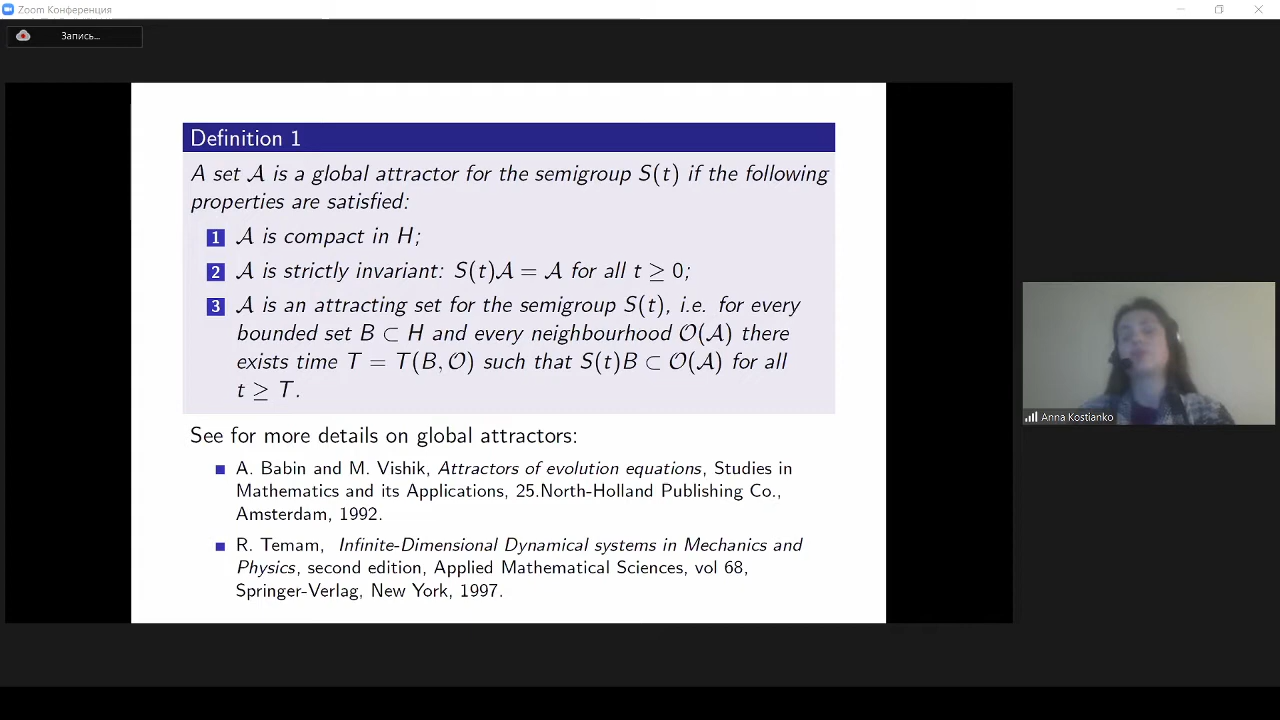 Zoom Конференция
Запись...
Definition 1
A set 𝒜 is a global attractor for the semigroup S(t) if the following
properties are satisfied:
1 𝒜 is compact in H;
2 𝒜 is strictly invariant: S(t)𝒜 = 𝒜 for all t ≥ 0;
3 𝒜 is an attracting set for the semigroup S(t), i.e. for every
bounded set B ⊂ H and every neighbourhood 𝒪(𝒜) there
exists time T = T(B, 𝒪) such that S(t)B ⊂ 𝒪(𝒜) for all
t ≥ T.
See for more details on global attractors:
A. Babin and M. Vishik, Attractors of evolution equations, Studies in
Mathematics and its Applications, 25.North-Holland Publishing Co.,
Amsterdam, 1992.
R. Temam, Infinite-Dimensional Dynamical systems in Mechanics and
Physics, second edition, Applied Mathematical Sciences, vol 68,
Springer-Verlag, New York, 1997.
Anna Kostianko